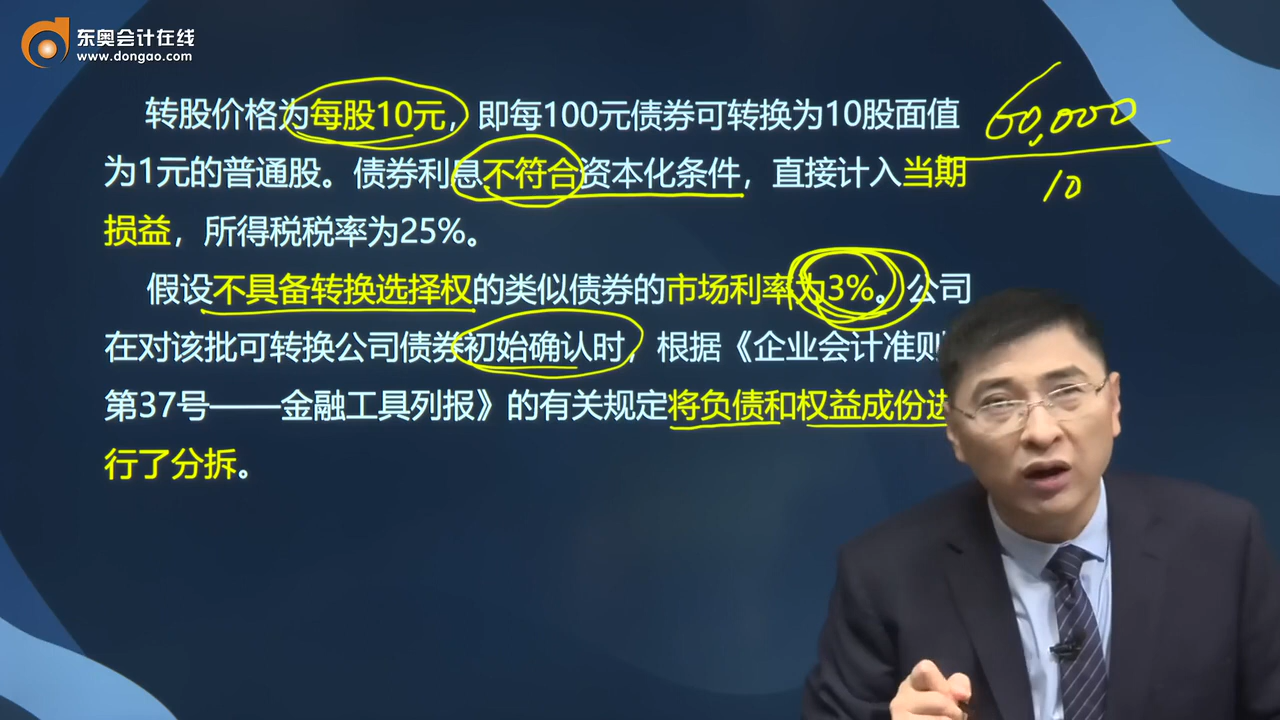 东奥会计在线
www.dongao.com
转股价格为每股10元，即每100元债券可转换为10股面值
为1元的普通股。债券利息不符合资本化条件，直接计入当期
损益，所得税税率为25%。
60,000
10
假设不具备转换选择权的类似债券的市场利率为3%。公司
在对该批可转换公司债券初始确认时，根据《企业会计准则
第37号——金融工具列报》的有关规定将负债和权益成份进
行了分拆。